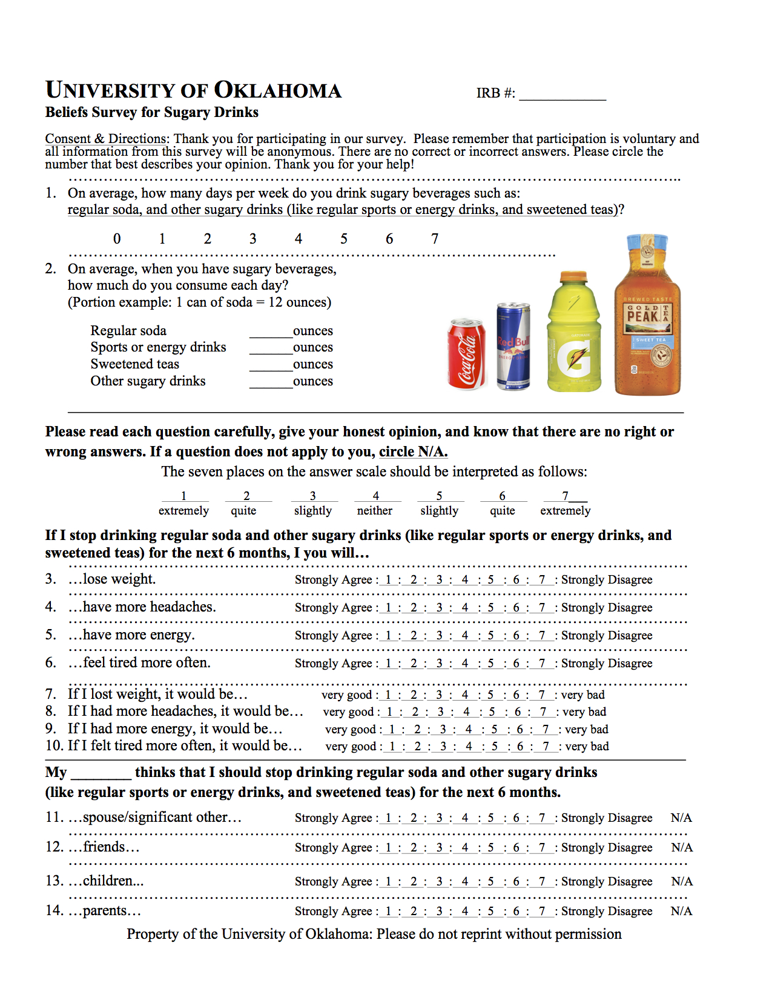 UNIVERSITY OF OKLAHOMA IRB #: ____________
Beliefs Survey for Sugary Drinks
Consent & Directions: Thank you for participating in our survey. Please remember that participation is voluntary and
all information from this survey will be anonymous. There are no correct or incorrect answers. Please circle the
number that best describes your opinion. Thank you for your help!
1. On average, how many days per week do you drink sugary beverages such as:
regular soda, and other sugary drinks (like regular sports or energy drinks, and sweetened teas)?
0 1 2 3 4 5 6 7
2. On average, when you have sugary beverages,
how much do you consume each day?
(Portion example: 1 can of soda = 12 ounces)
Regular soda ______ounces
Sports or energy drinks ______ounces
Sweetened teas ______ounces
Other sugary drinks ______ounces
Coca-Cola
Red Bull
ENERGY DRINK
GATORADE
G
BREWED TASTE
GOLD
PEAK
TEA
SWEET TEA
Please read each question carefully, give your honest opinion, and know that there are no right or
wrong answers. If a question does not apply to you, circle N/A.
The seven places on the answer scale should be interpreted as follows:
1 2 3 4 5 6 7
extremely quite slightly neither slightly quite extremely
If I stop drinking regular soda and other sugary drinks (like regular sports or energy drinks, and
sweetened teas) for the next 6 months, I you will…
3. …lose weight. Strongly Agree : 1 : 2 : 3 : 4 : 5 : 6 : 7 : Strongly Disagree
4. …have more headaches. Strongly Agree : 1 : 2 : 3 : 4 : 5 : 6 : 7 : Strongly Disagree
5. …have more energy. Strongly Agree : 1 : 2 : 3 : 4 : 5 : 6 : 7 : Strongly Disagree
6. …feel tired more often. Strongly Agree : 1 : 2 : 3 : 4 : 5 : 6 : 7 : Strongly Disagree
7. If I lost weight, it would be… very good : 1 : 2 : 3 : 4 : 5 : 6 : 7 : very bad
8. If I had more headaches, it would be… very good : 1 : 2 : 3 : 4 : 5 : 6 : 7 : very bad
9. If I had more energy, it would be… very good : 1 : 2 : 3 : 4 : 5 : 6 : 7 : very bad
10. If I felt tired more often, it would be… very good : 1 : 2 : 3 : 4 : 5 : 6 : 7 : very bad
My ________ thinks that I should stop drinking regular soda and other sugary drinks
(like regular sports or energy drinks, and sweetened teas) for the next 6 months.
11. …spouse/significant other… Strongly Agree : 1 : 2 : 3 : 4 : 5 : 6 : 7 : Strongly Disagree N/A
12. …friends… Strongly Agree : 1 : 2 : 3 : 4 : 5 : 6 : 7 : Strongly Disagree N/A
13. …children... Strongly Agree : 1 : 2 : 3 : 4 : 5 : 6 : 7 : Strongly Disagree N/A
14. …parents… Strongly Agree : 1 : 2 : 3 : 4 : 5 : 6 : 7 : Strongly Disagree N/A
Property of the University of Oklahoma: Please do not reprint without permission